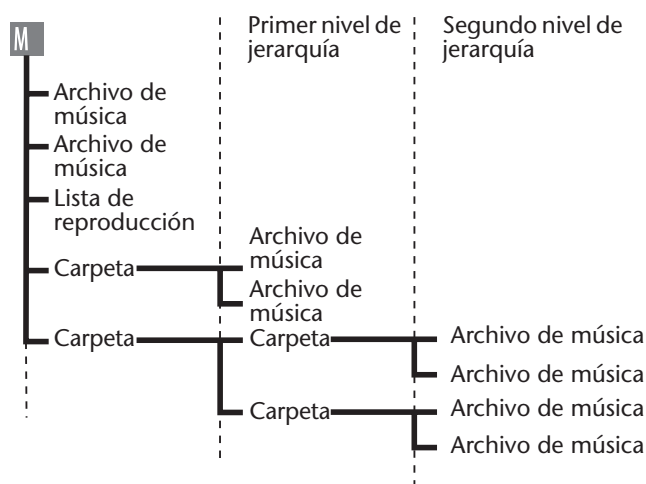 M
Primer nivel de
jerarquía
Segundo nivel de
jerarquía
Archivo de
música
Archivo de
música
Lista de
reproducción
Carpeta
Archivo de
música
Archivo de
música
Carpeta
Carpeta
Archivo de música
Archivo de música
Carpeta
Archivo de música
Archivo de música